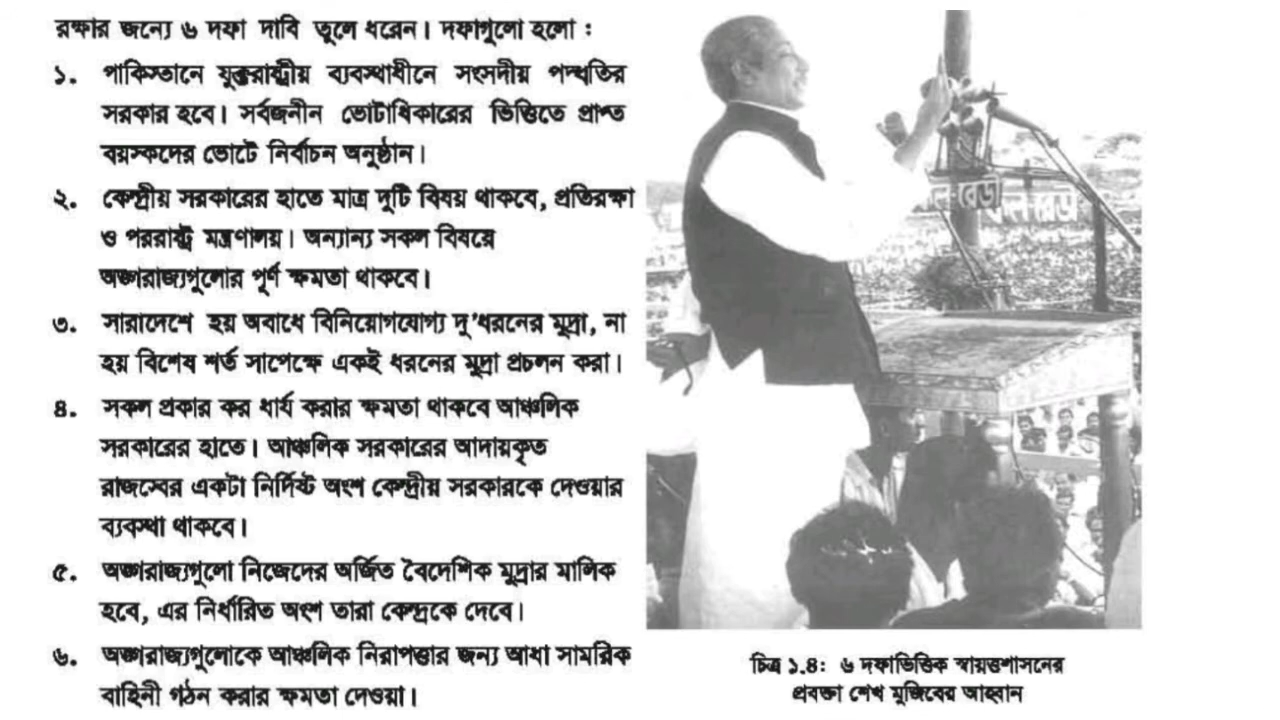 রক্ষার জন্যে ৬ দফা দাবি তুলে ধরেন। দফাগুলো হলো :
১. পাকিস্তানে যুক্তরাষ্ট্রীয় ব্যবস্থাধীনে সংসদীয় পদ্ধতির
সরকার হবে। সর্বজনীন ভোটাধিকারের ভিত্তিতে প্রাপ্ত
বয়স্কদের ভোটে নির্বাচন অনুষ্ঠান।
২. কেন্দ্রীয় সরকারের হাতে মাত্র দুটি বিষয় থাকবে, প্রতিরক্ষা
ও পররাষ্ট্র মন্ত্রণালয়। অন্যান্য সকল বিষয়ে
অঙ্গরাজ্যগুলোর পূর্ণ ক্ষমতা থাকবে।
৩. সারাদেশে হয় অবাধে বিনিয়োগযোগ্য দু'ধরনের মুদ্রা, না
হয় বিশেষ শর্ত সাপেক্ষে একই ধরনের মুদ্রা প্রচলন করা।
৪. সকল প্রকার কর ধার্য করার ক্ষমতা থাকবে আঞ্চলিক
সরকারের হাতে। আঞ্চলিক সরকারের আদায়কৃত
রাজস্বের একটা নির্দিষ্ট অংশ কেন্দ্রীয় সরকারকে দেওয়ার
ব্যবস্থা থাকবে।
৫. অঙ্গরাজ্যগুলো নিজেদের অর্জিত বৈদেশিক মুদ্রার মালিক
হবে, এর নির্ধারিত অংশ তারা কেন্দ্রকে দেবে।
৬. অঙ্গরাজ্যগুলোকে আঞ্চলিক নিরাপত্তার জন্য আধা সামরিক
বাহিনী গঠন করার ক্ষমতা দেওয়া।
চিত্র ১.৪: ৬ দফাভিত্তিক স্বায়ত্তশাসনের
প্রবক্তা শেখ মুজিবের আহ্বান